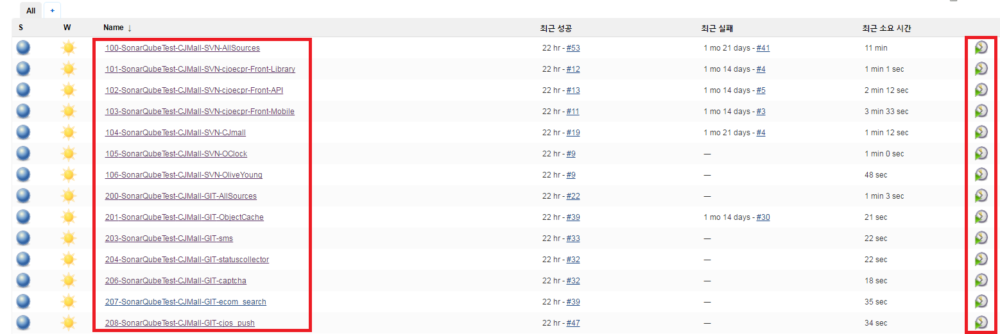 All +
S W Name ↓ 최근 성공 최근 실패 최근 소요 시간
100-SonarQubeTest-CJMall-SVN-AllSources 22 hr - #53 1 mo 21 days - #41 11 min
101-SonarQubeTest-CJMall-SVN-cjoecpr-Front-Library 22 hr - #12 1 mo 14 days - #4 1 min 1 sec
102-SonarQubeTest-CJMall-SVN-cjoecpr-Front-API 22 hr - #13 1 mo 14 days - #5 2 min 12 sec
103-SonarQubeTest-CJMall-SVN-cjoecpr-Front-Mobile 22 hr - #11 1 mo 14 days - #3 3 min 33 sec
104-SonarQubeTest-CJMall-SVN-CJmall 22 hr - #19 1 mo 21 days - #4 1 min 12 sec
105-SonarQubeTest-CJMall-SVN-OClock 22 hr - #9 — 1 min 0 sec
106-SonarQubeTest-CJMall-SVN-OliveYoung 22 hr - #9 — 48 sec
200-SonarQubeTest-CJMall-GIT-AllSources 22 hr - #22 — 1 min 3 sec
201-SonarQubeTest-CJMall-GIT-ObjectCache 22 hr - #39 1 mo 14 days - #30 21 sec
203-SonarQubeTest-CJMall-GIT-sms 22 hr - #33 — 22 sec
204-SonarQubeTest-CJMall-GIT-statuscollector 22 hr - #32 — 22 sec
206-SonarQubeTest-CJMall-GIT-captcha 22 hr - #32 — 18 sec
207-SonarQubeTest-CJMall-GIT-ecom_search 22 hr - #39 — 35 sec
208-SonarQubeTest-CJMall-GIT-cjos_push 22 hr - #47 — 34 sec